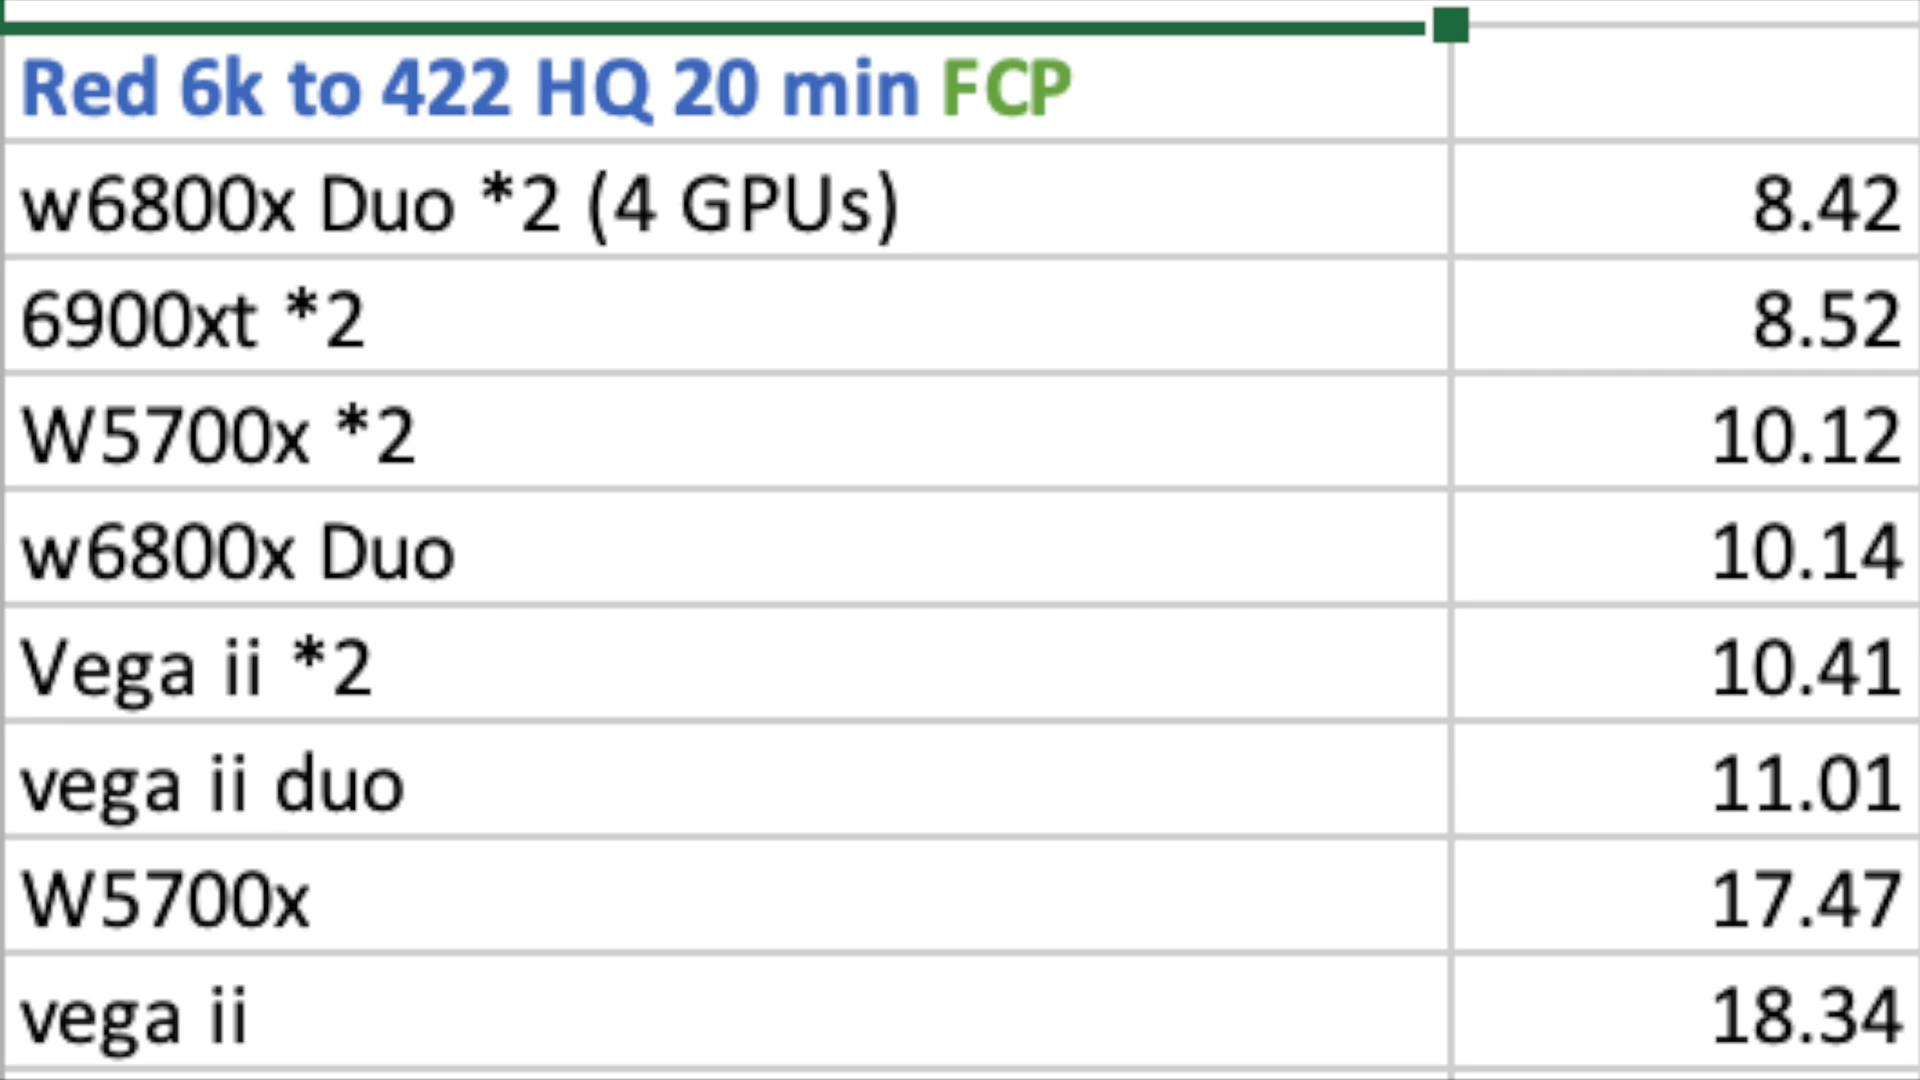 Red 6k to 422 HQ 20 min FCP
w6800x Duo *2 (4 GPUs) 8.42
6900xt *2 8.52
W5700x *2 10.12
w6800x Duo 10.14
Vega ii *2 10.41
vega ii duo 11.01
W5700x 17.47
vega ii 18.34